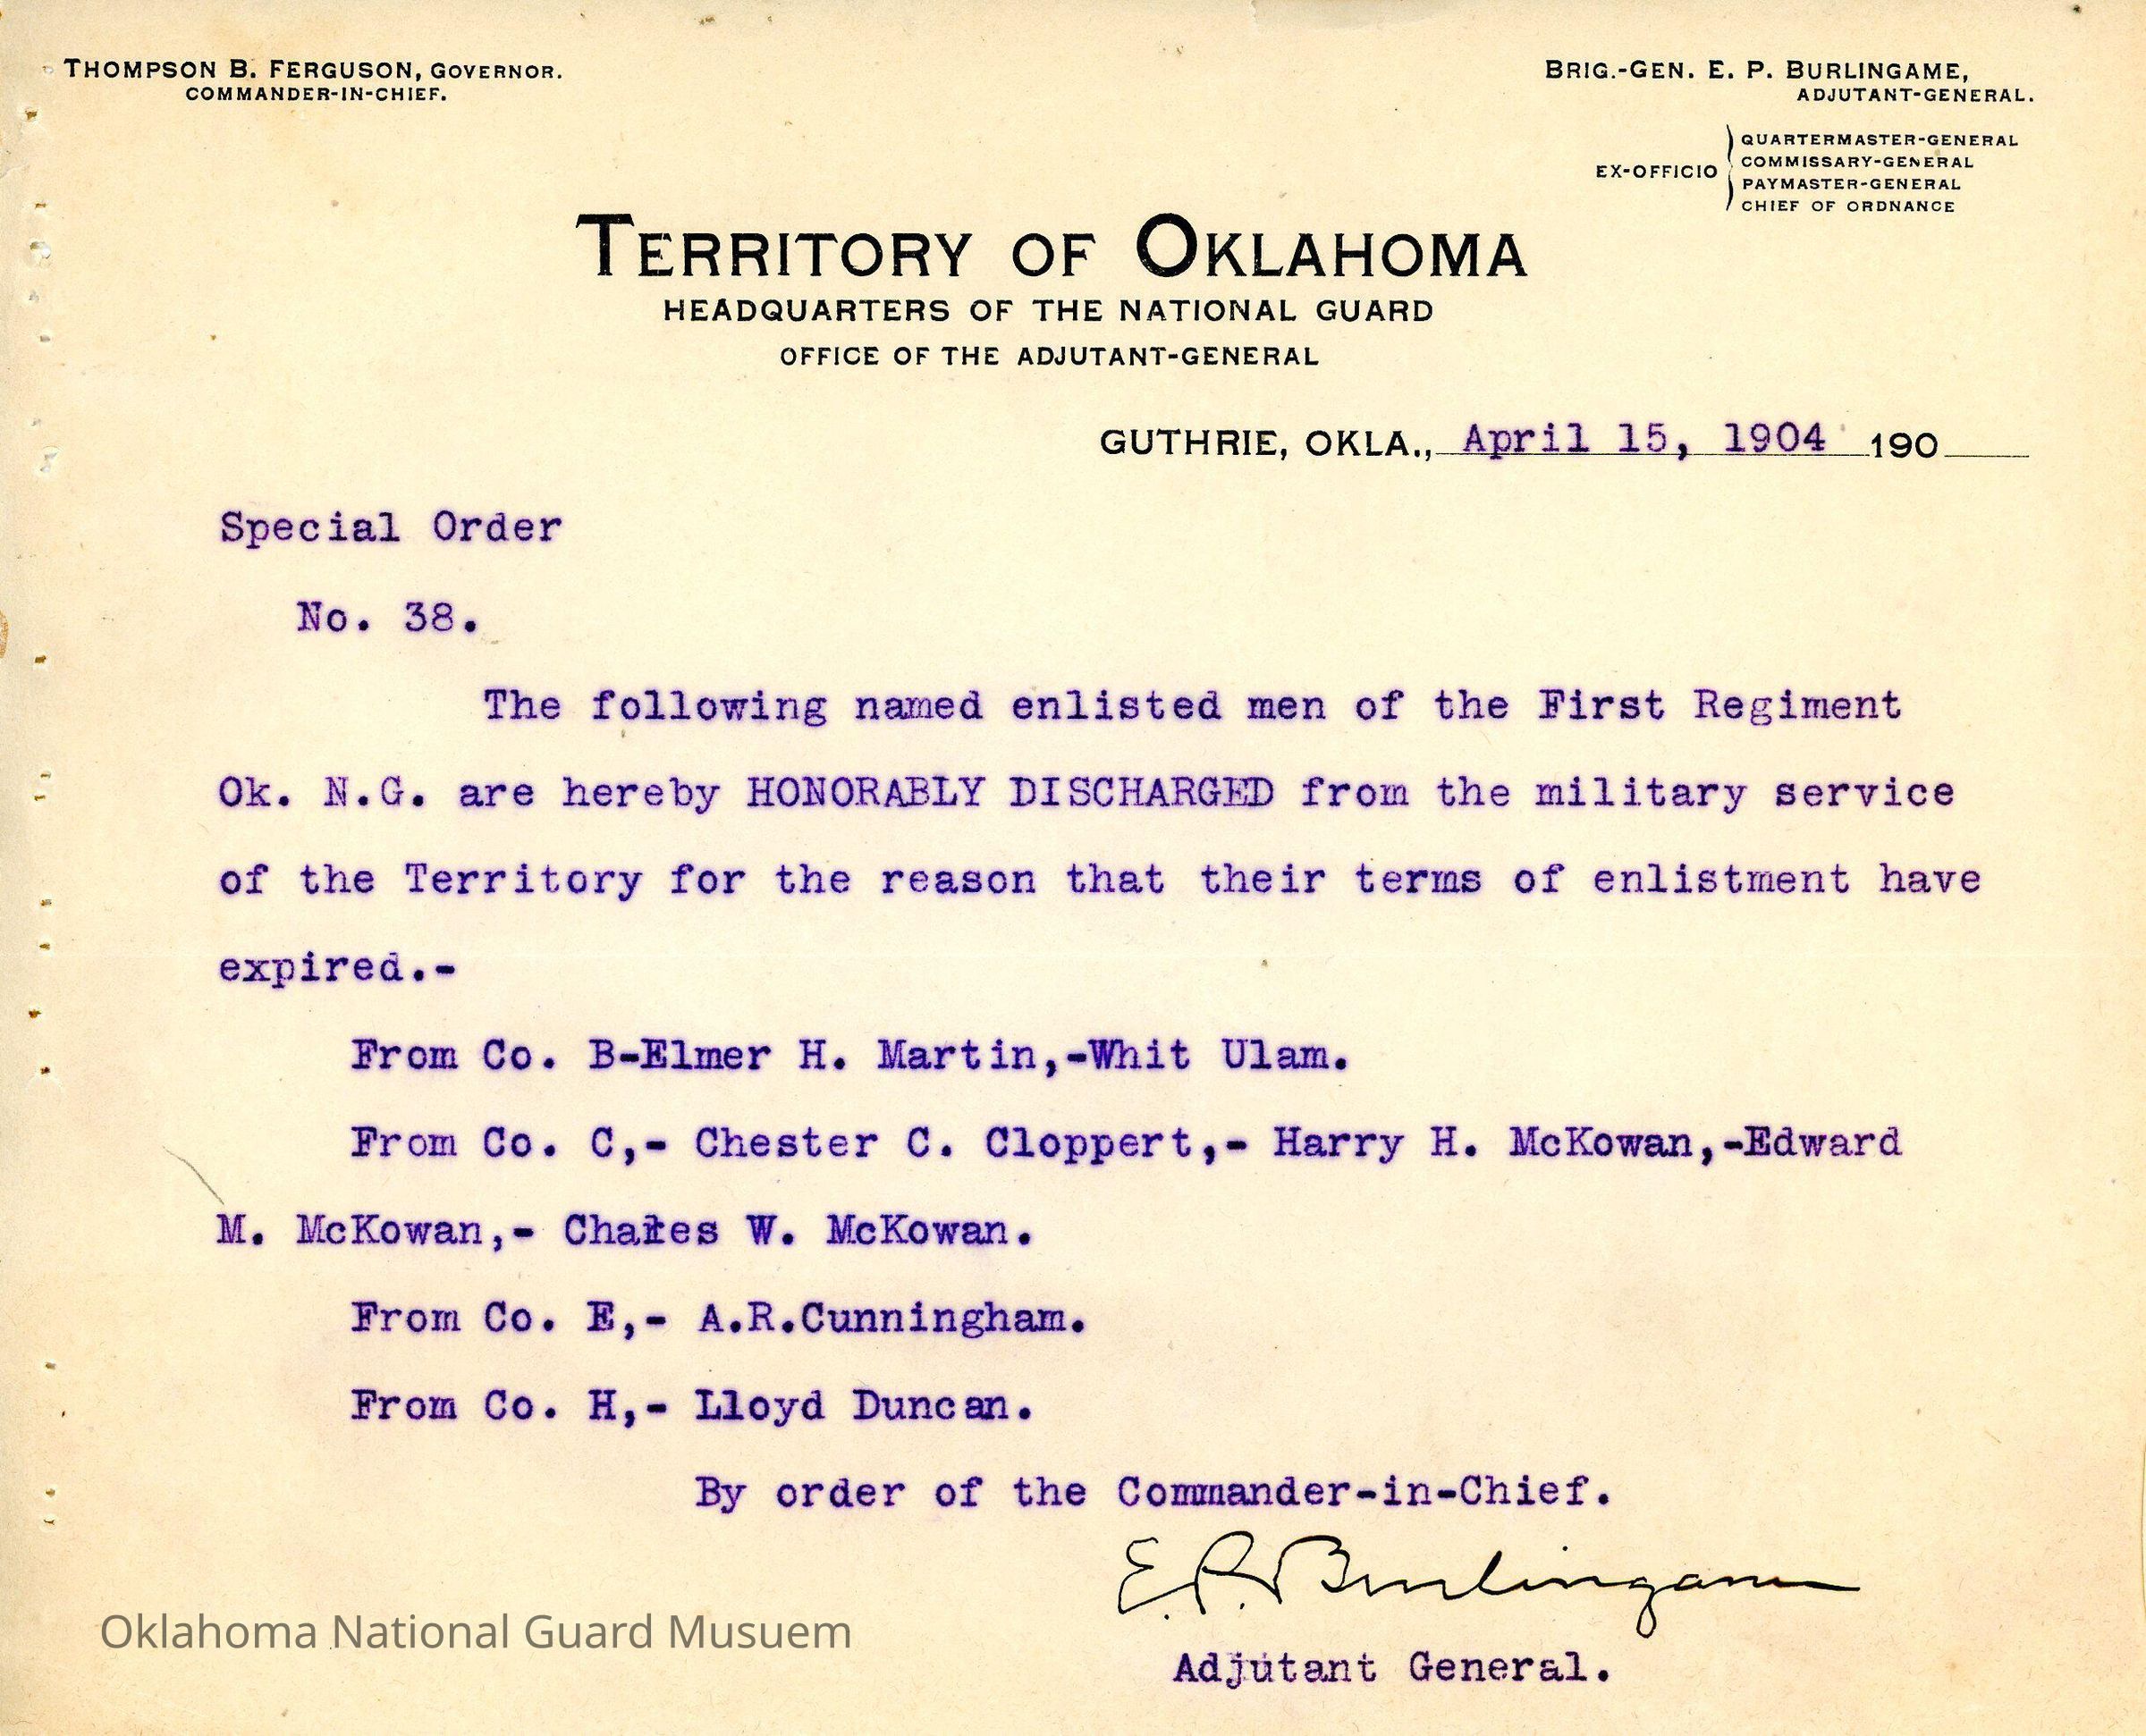 THOMPSON B. FERGUSON, GOVERNOR.
COMMANDER-IN-CHIEF.
BRIG.-GEN. E. P. BURLINGAME,
ADJUTANT-GENERAL.
EX-OFFICIO
QUARTERMASTER-GENERAL
COMMISSARY-GENERAL
PAYMASTER-GENERAL
CHIEF OF ORDNANCE
TERRITORY OF OKLAHOMA
HEADQUARTERS OF THE NATIONAL GUARD
OFFICE OF THE ADJUTANT-GENERAL
GUTHRIE, OKLA., April 15, 1904 190
Special Order
No. 38.
The following named enlisted men of the First Regiment
Ok. N.G. are hereby HONORABLY DISCHARGED from the military service
of the Territory for the reason that their terms of enlistment have
expired.-
From Co. B-Elmer H. Martin,-Whit Ulam.
From Co. C,- Chester C. Cloppert,- Harry H. McKowan,-Edward
M. McKowan,- W. McKowan.
From Co. E,- A.R.Cunningham.
From Co. H,- Lloyd Duncan.
By order of the Commander-in-Chief.
E. P. Burlingame
Adjutant General.
Oklahoma National Guard Musuem